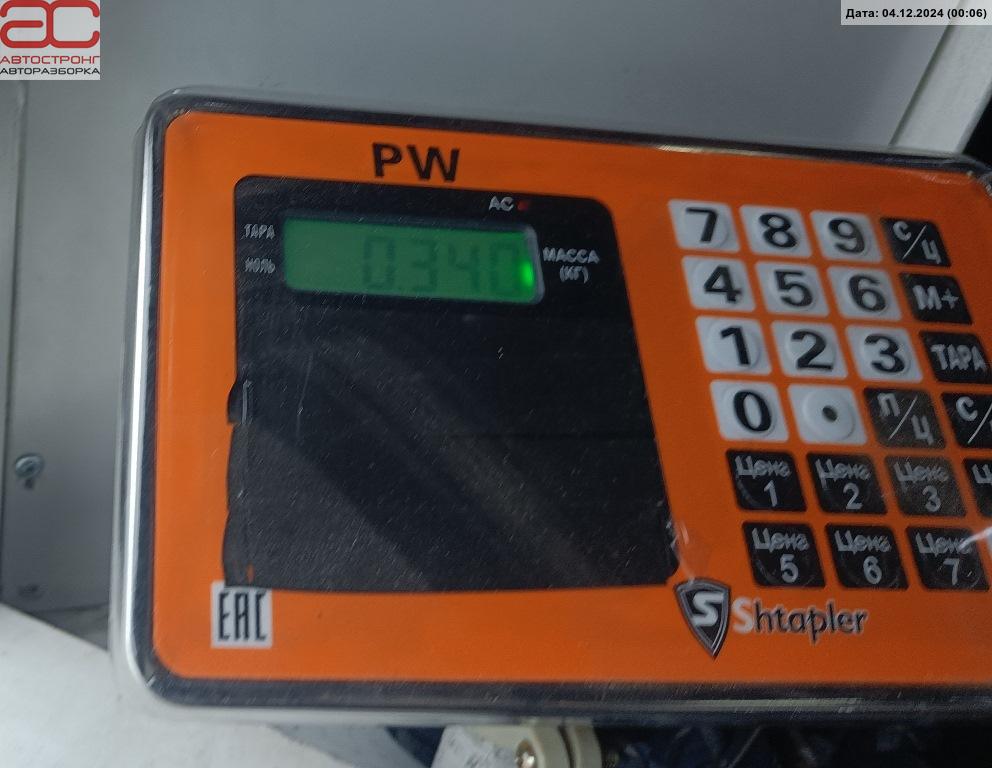 Дата: 04.12.2024 (00:06)
АС
АВТОСТРОНГ
АВТОРАЗБОРКА
PW
AC
ТАРА
НОЛЬ
0.340
МАССА
(КГ)
7 8 9 С/Ц
4 5 6 М+
1 2 3 ТАРА
0 . П/Ц С/
Цена 1 Цена 2 Цена 3 Ц
Цена 5 Цена 6 Цена 7
EAC
S Shtapler